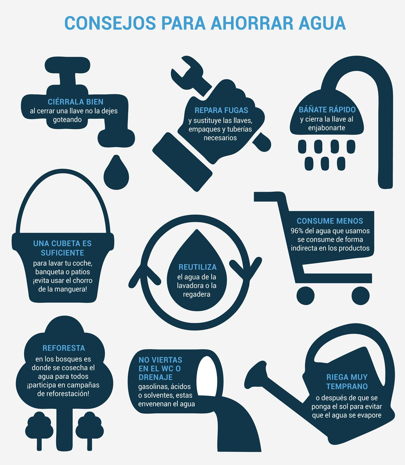 CONSEJOS PARA AHORRAR AGUA
CIÉRRALA BIEN
al cerrar una llave no la dejes
goteando
REPARA FUGAS
y sustituye las llaves,
empaques y tuberías
necesarios
BÁÑATE RÁPIDO
y cierra la llave al
enjabonarte
UNA CUBETA ES
SUFICIENTE
para lavar tu coche,
banqueta o patios
¡evita usar el chorro
de la manguera!
REUTILIZA
el agua de la
lavadora o la
regadera
CONSUME MENOS
96% del agua que usamos
se consume de forma
indirecta en los productos
REFORESTA
en los bosques es
donde se cosecha el
agua para todos
¡participa en campañas
de reforestación!
NO VIERTAS
EN EL WC O
DRENAJE
gasolinas, ácidos
o solventes, estas
envenenan el agua
RIEGA MUY
TEMPRANO
o después de que se
ponga el sol para evitar
que el agua se evapore